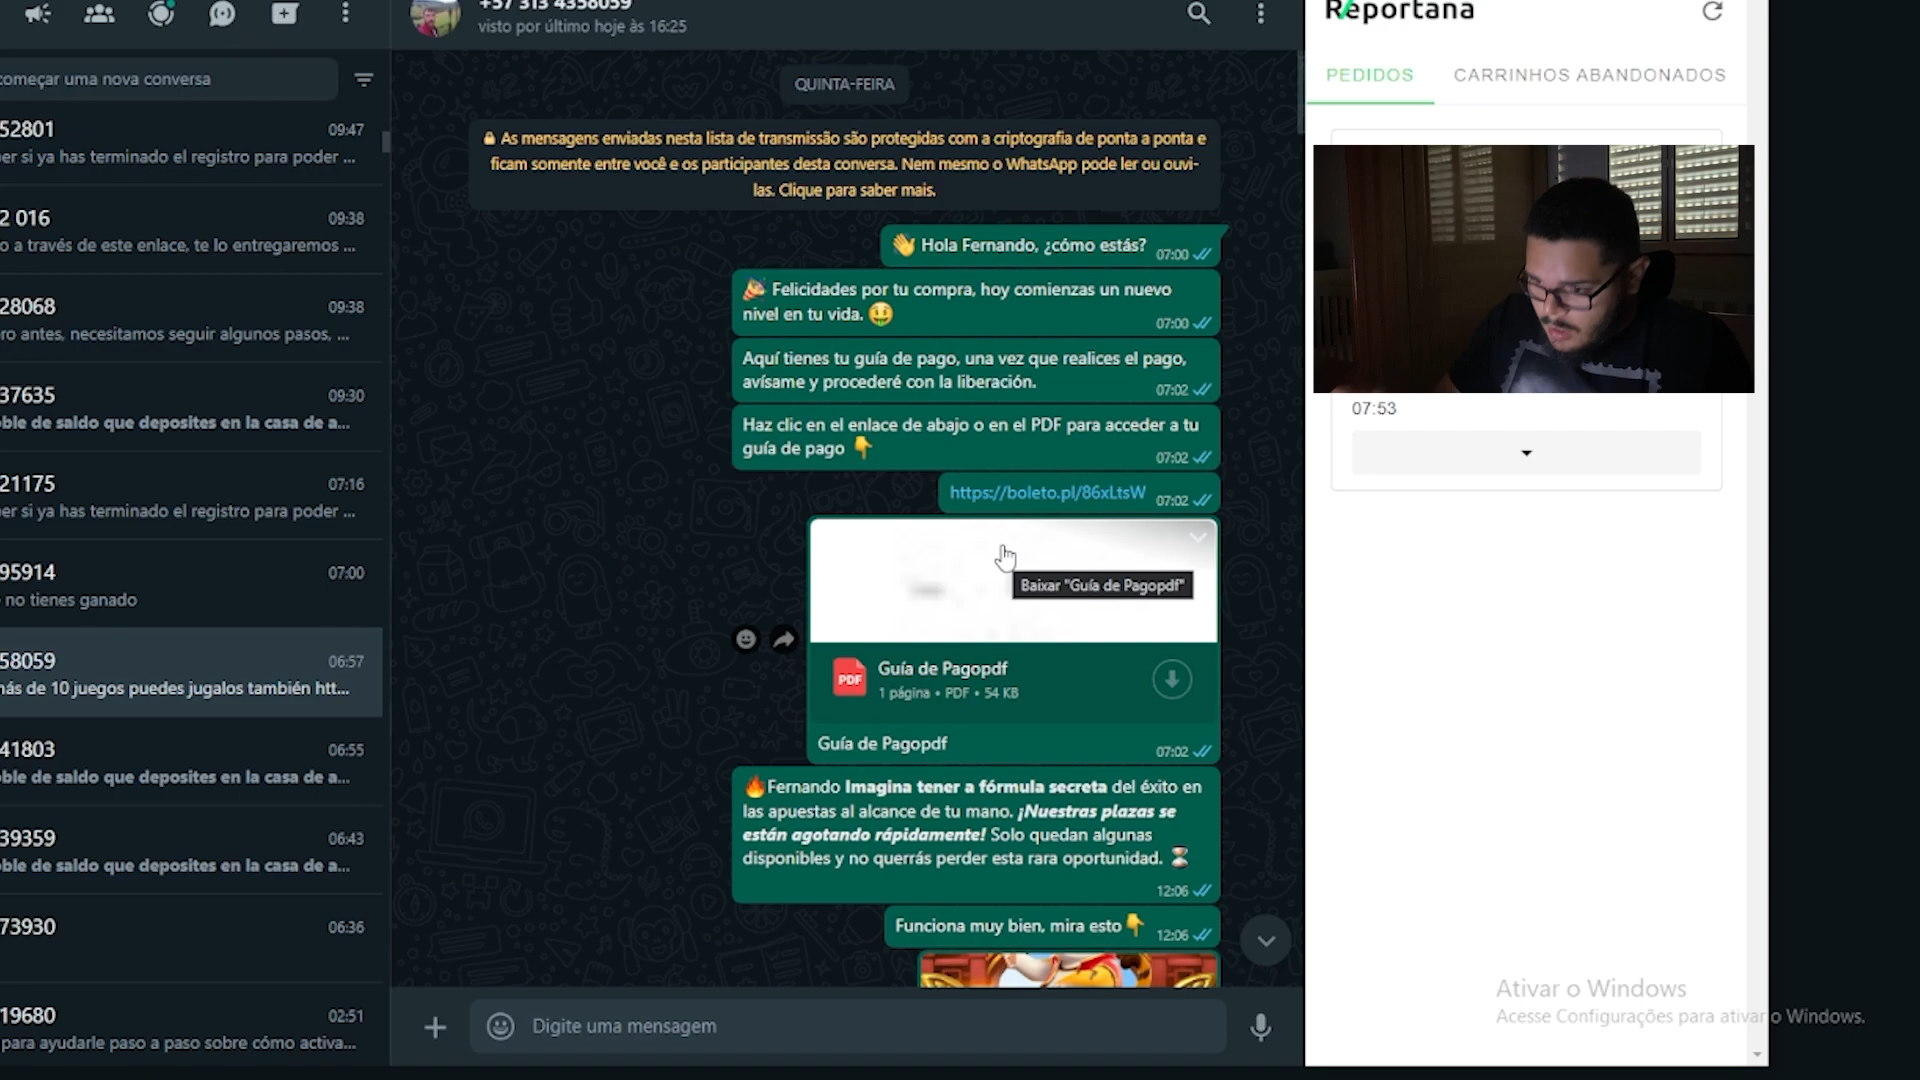 +57 313 4358059
visto por último hoje às 16:25
começar uma nova conversa
52801 09:47
er si ya has terminado el registro para poder ...
2 016 09:38
o a través de este enlace, te lo entregaremos ...
28068 09:38
ro antes, necesitamos seguir algunos pasos, ...
37635 09:30
ble de saldo que deposites en la casa de a...
21175 07:16
er si ya has terminado el registro para poder ...
95914 07:00
no tienes ganado
58059 06:57
nás de 10 juegos puedes jugalos también htt...
41803 06:55
ble de saldo que deposites en la casa de a...
39359 06:43
ble de saldo que deposites en la casa de a...
73930 06:36
19680 02:51
para ayudarle paso a paso sobre cómo activa...
QUINTA-FEIRA
As mensagens enviadas nesta lista de transmissão são protegidas com a criptografia de ponta a ponta e
ficam somente entre você e os participantes desta conversa. Nem mesmo o WhatsApp pode ler ou ouvi-
las. Clique para saber mais.
👋 Hola Fernando, ¿cómo estás? 07:00
🎉 Felicidades por tu compra, hoy comienzas un nuevo
nivel en tu vida. 🤑 07:00
Aquí tienes tu guía de pago, una vez que realices el pago,
avísame y procederé con la liberación. 07:02
Haz clic en el enlace de abajo o en el PDF para acceder a tu
guía de pago 👇 07:02
https://boleto.pl/86xLtsW 07:02
Baixar "Guía de Pagopdf"
PDF
Guía de Pagopdf
1 página • PDF • 54 KB
Guía de Pagopdf 07:02
🔥Fernando Imagina tener a fórmula secreta del éxito en
las apuestas al alcance de tu mano. ¡Nuestras plazas se
están agotando rápidamente! Solo quedan algunas
disponibles y no querrás perder esta rara oportunidad. ⏳
12:06
Funciona muy bien, mira esto👇 12:06
Digite uma mensagem
Reportana
PEDIDOS CARRINHOS ABANDONADOS
07:53
Ativar o Windows
Acesse Configurações para ativar o Windows.